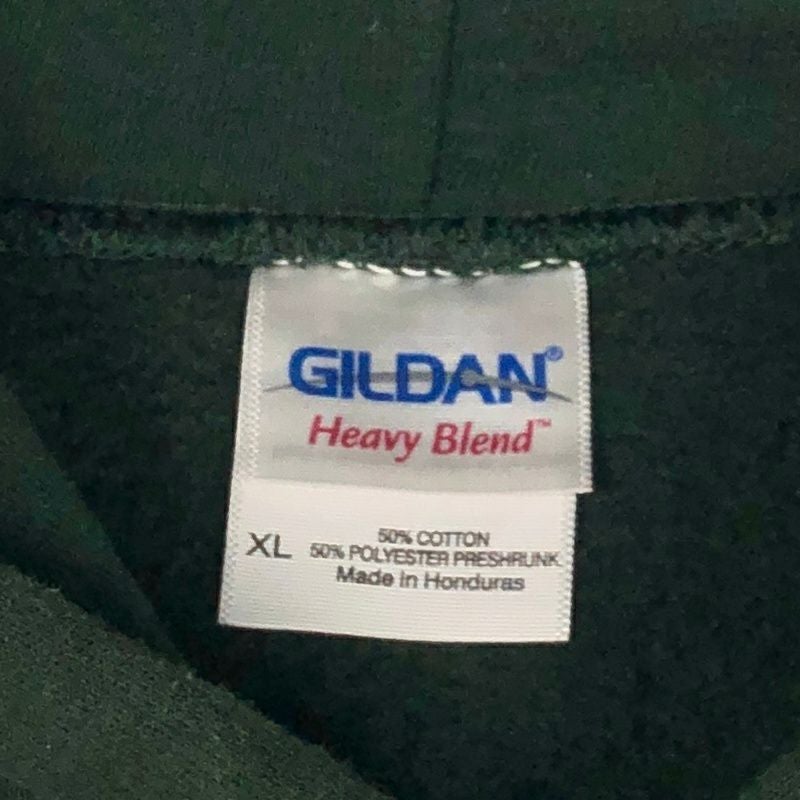 GILDAN®
Heavy Blend™
XL
50% COTTON
50% POLYESTER PRESHRUNK
Made in Honduras